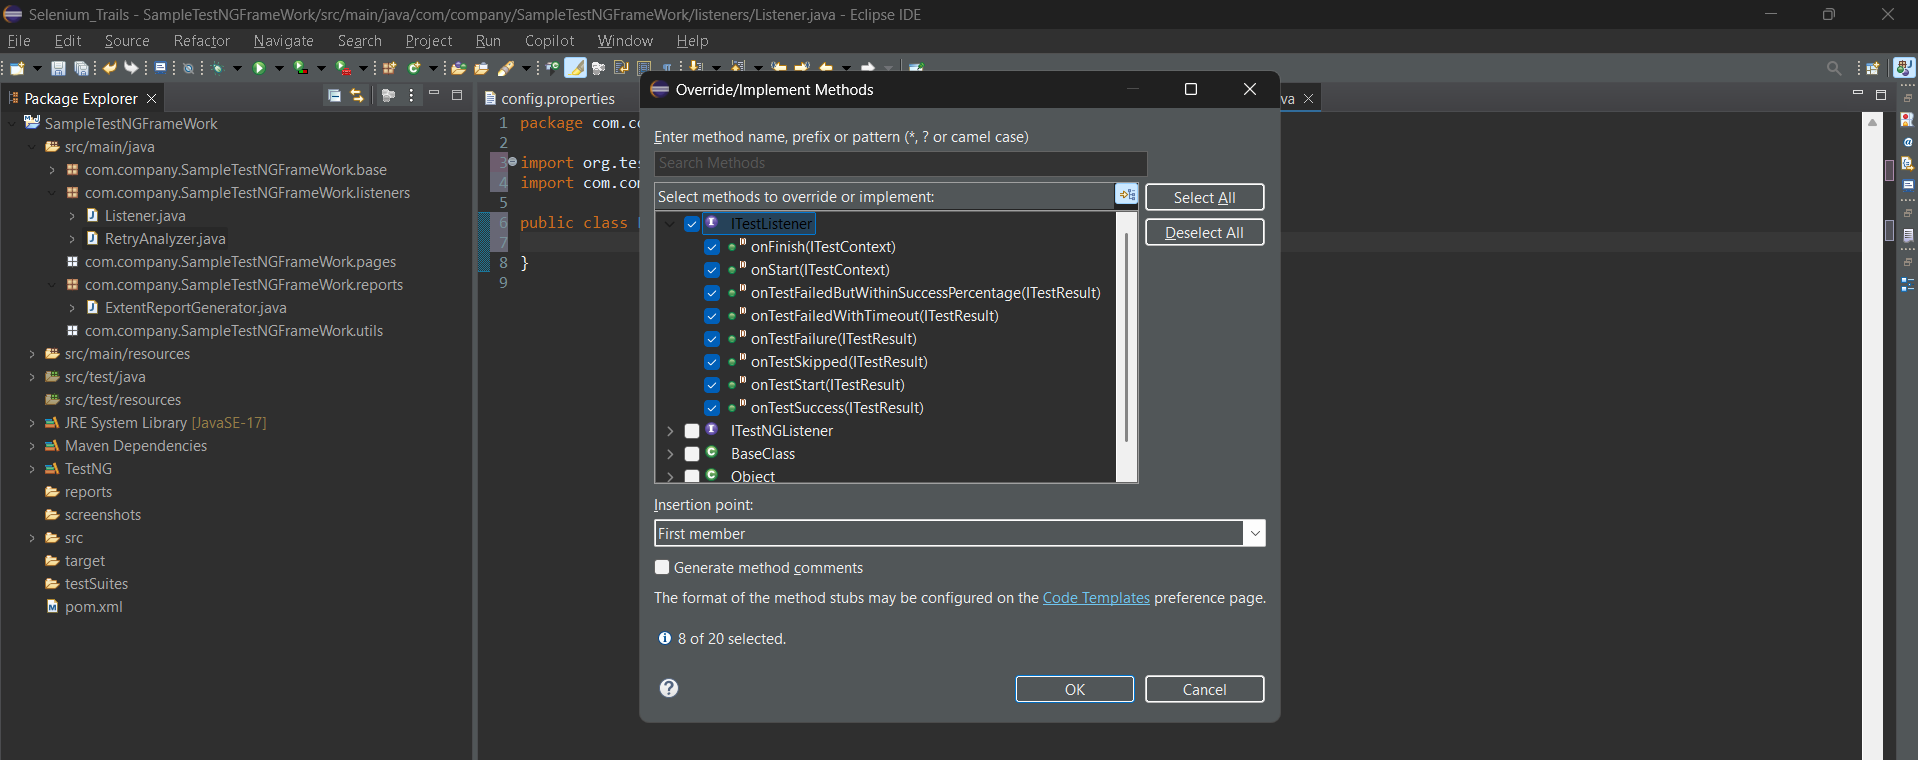 Selenium_Trails - SampleTestNGFrameWork/src/main/java/com/company/SampleTestNGFrameWork/listeners/Listener.java - Eclipse IDE
File Edit Source Refactor Navigate Search Project Run Copilot Window Help
Package Explorer
SampleTestNGFrameWork
src/main/java
com.company.SampleTestNGFrameWork.base
com.company.SampleTestNGFrameWork.listeners
Listener.java
RetryAnalyzer.java
com.company.SampleTestNGFrameWork.pages
com.company.SampleTestNGFrameWork.reports
ExtentReportGenerator.java
com.company.SampleTestNGFrameWork.utils
src/main/resources
src/test/java
src/test/resources
JRE System Library [JavaSE-17]
Maven Dependencies
TestNG
reports
screenshots
src
target
testSuites
pom.xml
config.properties
va
1 package com.c
2
3 import org.te
4 import com.co
5
6 public class
7
8 }
9
Override/Implement Methods
Enter method name, prefix or pattern (*, ? or camel case)
Search Methods
Select methods to override or implement:
Select All
Deselect All
ITestListener
onFinish(ITestContext)
onStart(ITestContext)
onTestFailedButWithinSuccessPercentage(ITestResult)
onTestFailedWithTimeout(ITestResult)
onTestFailure(ITestResult)
onTestSkipped(ITestResult)
onTestStart(ITestResult)
onTestSuccess(ITestResult)
ITestNGListener
BaseClass
Object
Insertion point:
First member
Generate method comments
The format of the method stubs may be configured on the Code Templates preference page.
8 of 20 selected.
OK
Cancel